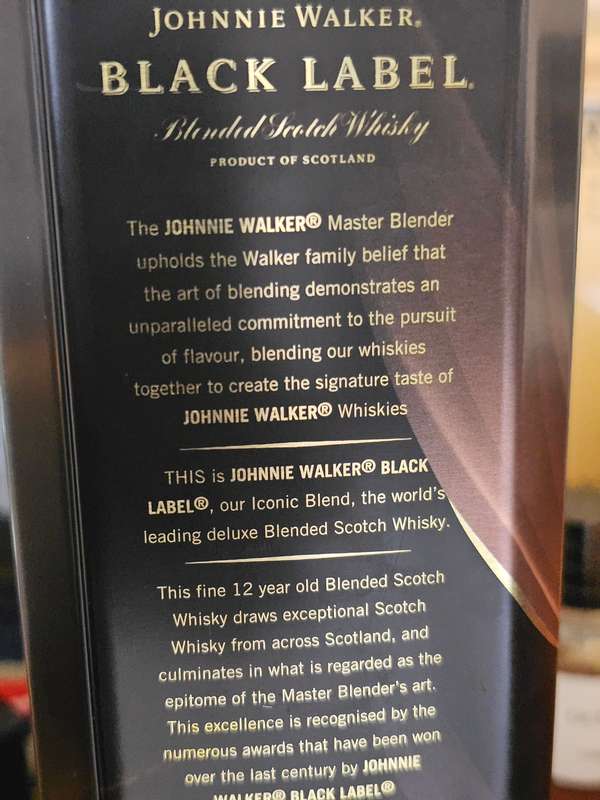 JOHNNIE WALKER®
BLACK LABEL®
Blended Scotch Whisky
PRODUCT OF SCOTLAND
The JOHNNIE WALKER® Master Blender
upholds the Walker family belief that
the art of blending demonstrates an
unparalleled commitment to the pursuit
of flavour, blending our whiskies
together to create the signature taste of
JOHNNIE WALKER® Whiskies
THIS is JOHNNIE WALKER® BLACK
LABEL®, our Iconic Blend, the world's
leading deluxe Blended Scotch Whisky.
This fine 12 year old Blended Scotch
Whisky draws exceptional Scotch
Whisky from across Scotland, and
culminates in what is regarded as the
epitome of the Master Blender's art.
This excellence is recognised by the
numerous awards that have been won
over the last century by JOHNNIE
WALKER® BLACK LABEL®